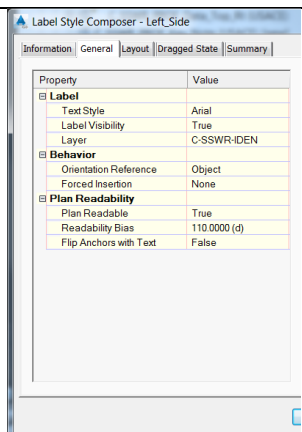 Label Style Composer - Left_Side
Information General Layout Dragged State Summary
Property Value
Label
Text Style Arial
Label Visibility True
Layer C-SSWR-IDEN
Behavior
Orientation Reference Object
Forced Insertion None
Plan Readability
Plan Readable True
Readability Bias 110.0000 (d)
Flip Anchors with Text False